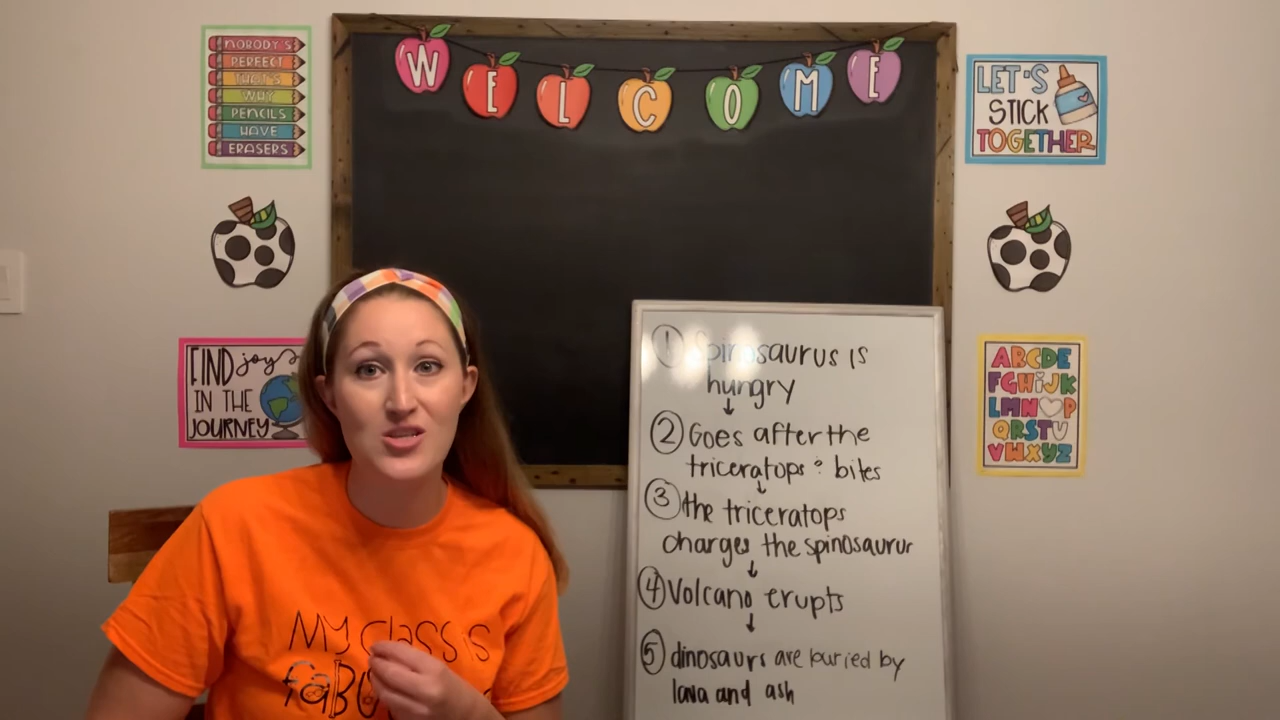 NOBODY'S
PERFECT
THAT'S
WHY
PENCILS
HAVE
ERASERS
WELCOME
LET'S
STICK
TOGETHER
FIND joy
IN THE
JOURNEY
ABCDE
FGHIJK
LMNP
QRSTU
VWXYZ
① Spinosaurus is
hungry
② Goes after the
triceratops & bites
③ the triceratops
charges the spinosaurus
④ Volcano erupts
⑤ dinosaurs are buried by
lava and ash
MY Class is